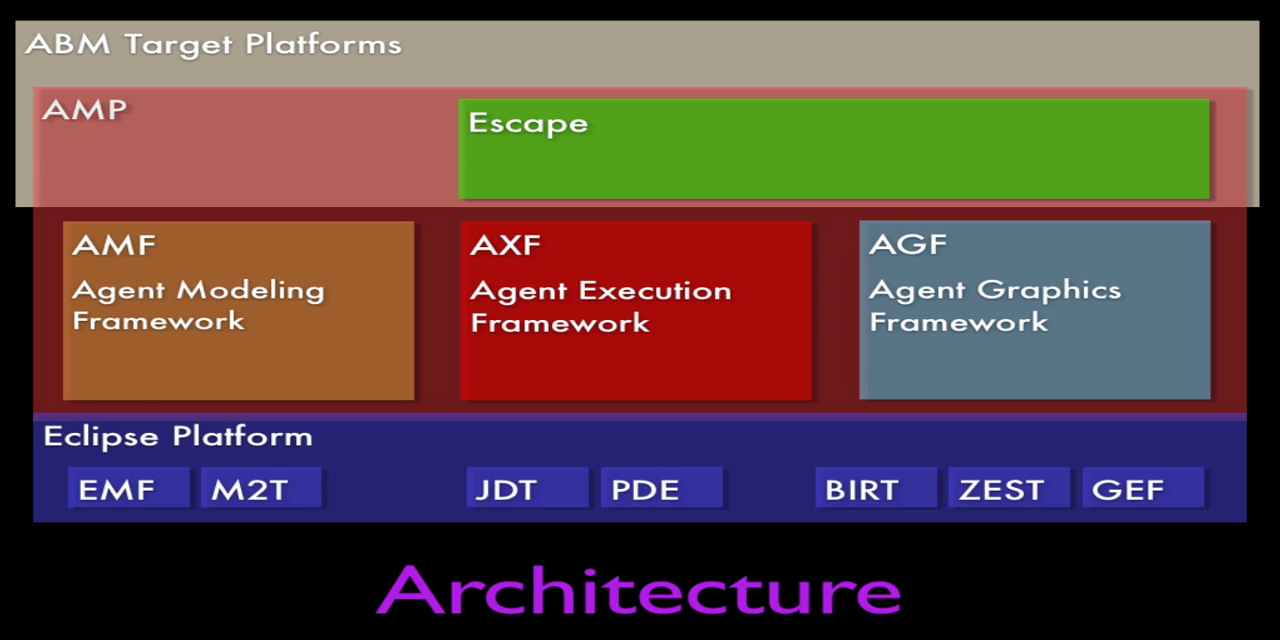 ABM Target Platforms
AMP
Escape
AMF
Agent Modeling
Framework
AXF
Agent Execution
Framework
AGF
Agent Graphics
Framework
Eclipse Platform
EMF M2T JDT PDE BIRT ZEST GEF
Architecture